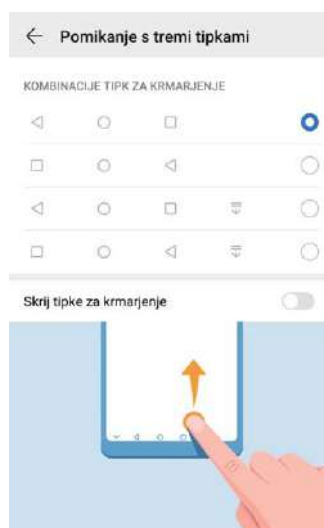 Pomikanje s tremi tipkami
KOMBINACIJE TIPK ZA KRMARJENJE
Skrij tipke za krmarjenje